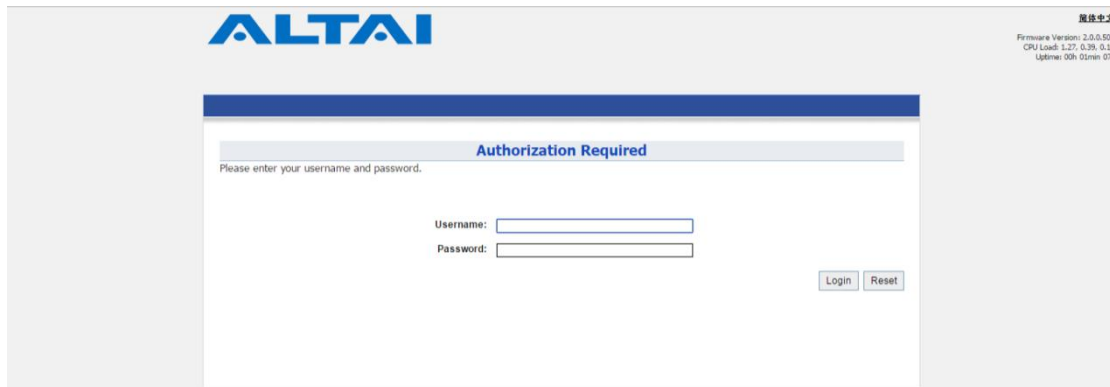 ALTAI
简体中文
Firmware Version: 2.0.0.50
CPU Load: 1.27, 0.39, 0.1
Uptime: 00h 01min 07
Authorization Required
Please enter your username and password.
Username:
Password:
Login Reset